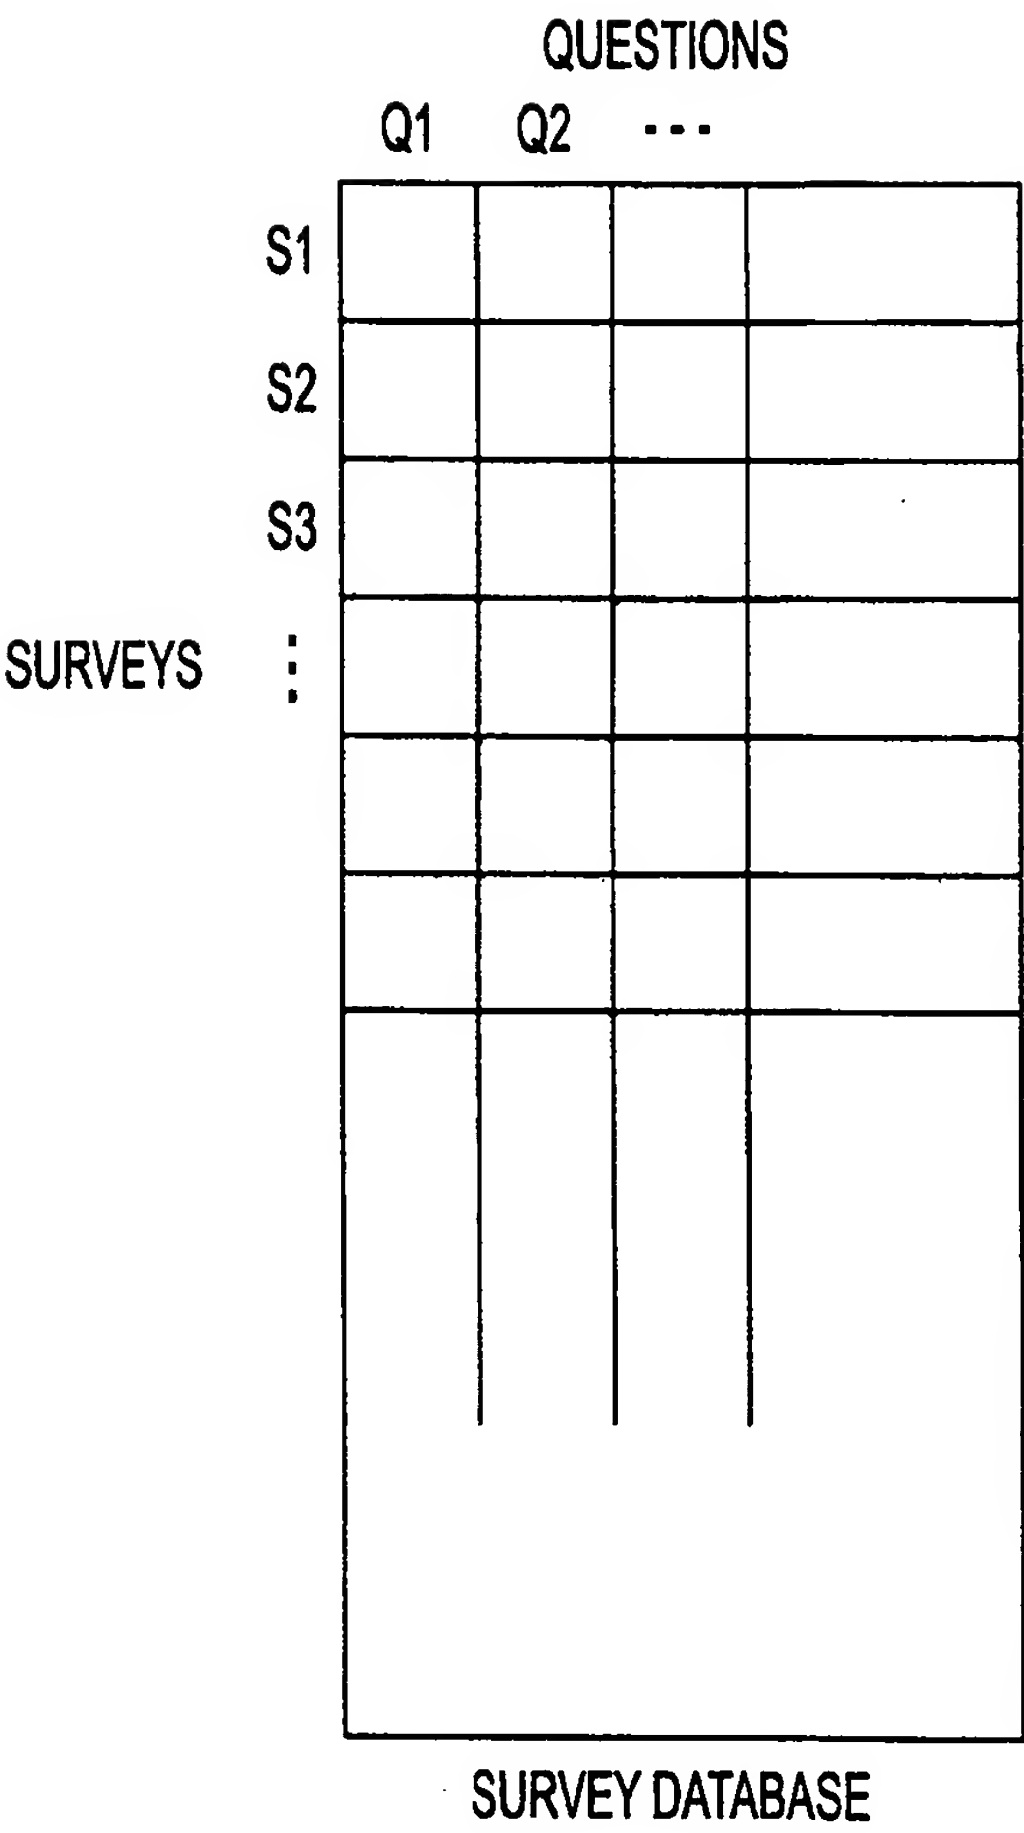 QUESTIONS
Q1 Q2 ...
S1
S2
S3
SURVEYS ...
SURVEY DATABASE